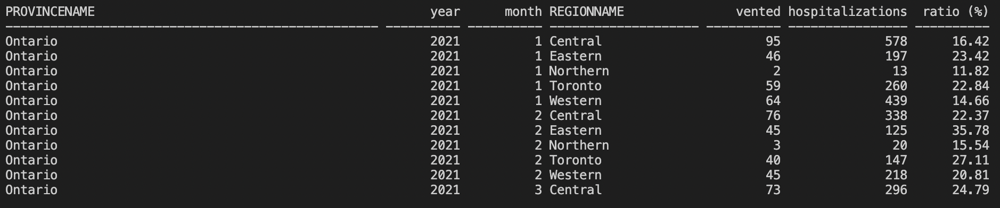 PROVINCENAME year month REGIONNAME vented hospitalizations ratio (%)
-------------------------------------------------- ---------- ---------- -------------------- ---------- ---------------- ----------
Ontario 2021 1 Central 95 578 16.42
Ontario 2021 1 Eastern 46 197 23.42
Ontario 2021 1 Northern 2 13 11.82
Ontario 2021 1 Toronto 59 260 22.84
Ontario 2021 1 Western 64 439 14.66
Ontario 2021 2 Central 76 338 22.37
Ontario 2021 2 Eastern 45 125 35.78
Ontario 2021 2 Northern 3 20 15.54
Ontario 2021 2 Toronto 40 147 27.11
Ontario 2021 2 Western 45 218 20.81
Ontario 2021 3 Central 73 296 24.79